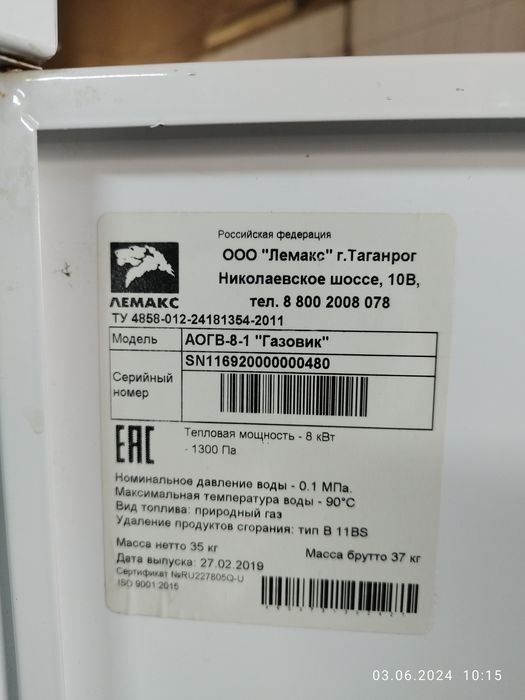 Российская федерация
ООО "Лемакс" г.Таганрог
Николаевское шоссе, 10В,
тел. 8 800 2008 078
ЛЕМАКС
ТУ 4858-012-24181354-2011
Модель АОГВ-8-1 "Газовик"
SN116920000000480
Серийный
номер
EAC
Тепловая мощность - 8 кВт
- 1300 Па
Номинальное давление воды - 0.1 МПа.
Максимальная температура воды - 90°C
Вид топлива: природный газ
Удаление продуктов сгорания: тип В 11BS
Масса нетто 35 кг Масса брутто 37 кг
Дата выпуска: 27.02.2019
Сертификат №RU227805Q-U
ISO 9001:2015
03.06.2024 10:15